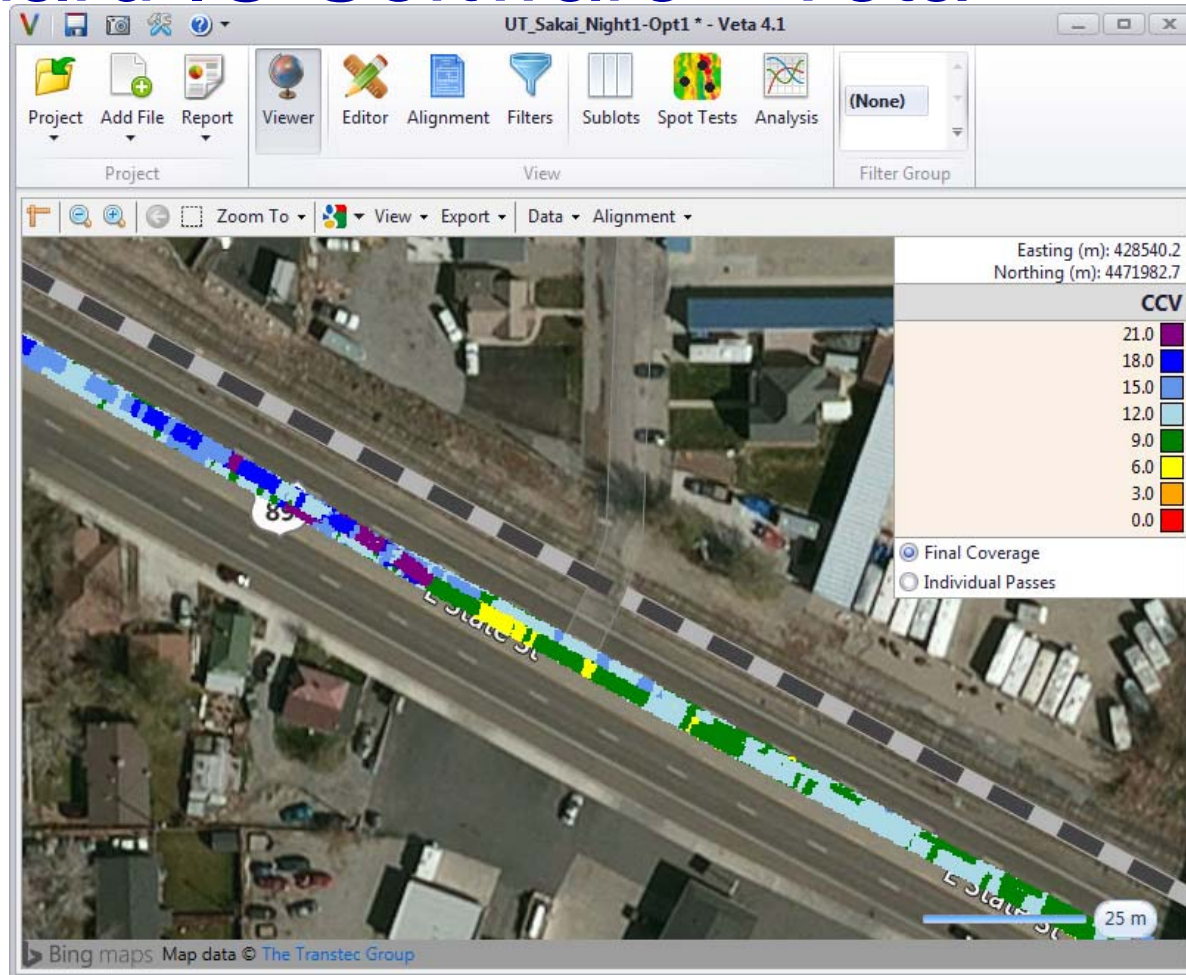 UT_Sakai_Night1-Opt1 * - Veta 4.1
Project
Add File
Report
Viewer
Editor
Alignment
Filters
Sublots
Spot Tests
Analysis
(None)
Project
View
Filter Group
Zoom To
View
Export
Data
Alignment
Easting (m): 428540.2
Northing (m): 4471982.7
CCV
21.0
18.0
15.0
12.0
9.0
6.0
3.0
0.0
Final Coverage
Individual Passes
89
E State St
E State St
25 m
Bing maps Map data © The Transtec Group